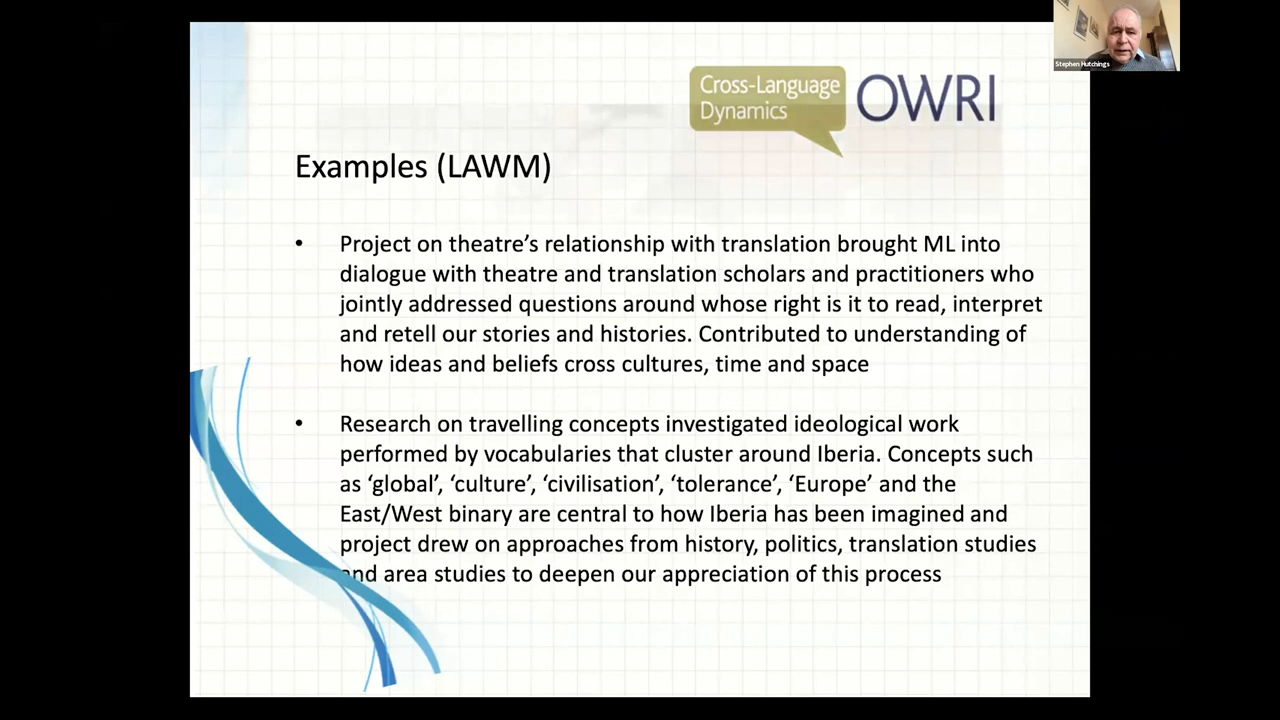 Stephen Hutchings
Cross-Language
Dynamics
OWRI
Examples (LAWM)
• Project on theatre’s relationship with translation brought ML into
dialogue with theatre and translation scholars and practitioners who
jointly addressed questions around whose right is it to read, interpret
and retell our stories and histories. Contributed to understanding of
how ideas and beliefs cross cultures, time and space
• Research on travelling concepts investigated ideological work
performed by vocabularies that cluster around Iberia. Concepts such
as ‘global’, ‘culture’, ‘civilisation’, ‘tolerance’, ‘Europe’ and the
East/West binary are central to how Iberia has been imagined and
project drew on approaches from history, politics, translation studies
and area studies to deepen our appreciation of this process